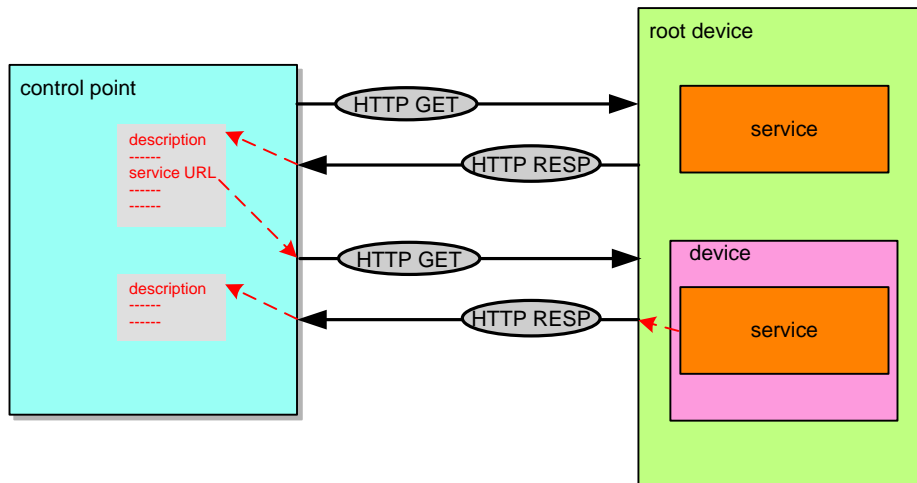 root device
control point
HTTP GET
service
description
------
service URL
------
------
HTTP RESP
HTTP GET
device
description
------
------
HTTP RESP
service